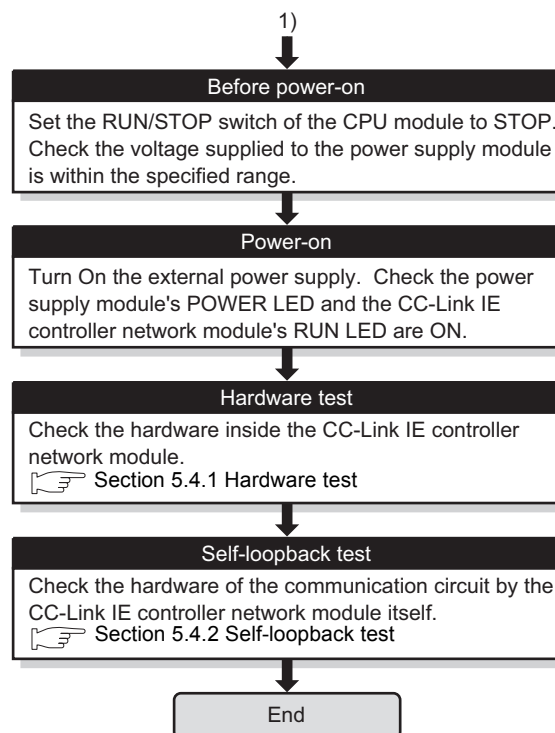 1)
Before power-on
Set the RUN/STOP switch of the CPU module to STOP.
Check the voltage supplied to the power supply module
is within the specified range.
Power-on
Turn On the external power supply. Check the power
supply module's POWER LED and the CC-Link IE
controller network module's RUN LED are ON.
Hardware test
Check the hardware inside the CC-Link IE controller
network module.
Section 5.4.1 Hardware test
Self-loopback test
Check the hardware of the communication circuit by the
CC-Link IE controller network module itself.
Section 5.4.2 Self-loopback test
End